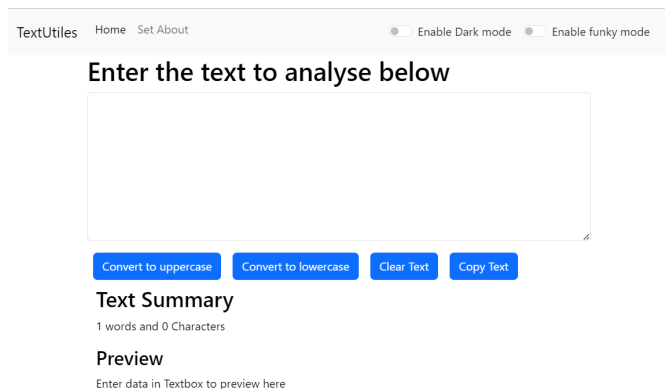 TextUtiles Home Set About Enable Dark mode Enable funky mode
Enter the text to analyse below
Convert to uppercase Convert to lowercase Clear Text Copy Text
Text Summary
1 words and 0 Characters
Preview
Enter data in Textbox to preview here